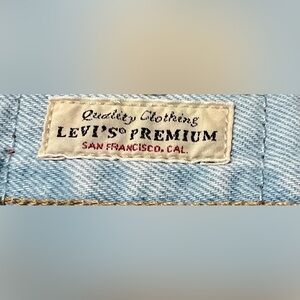 Quality Clothing
LEVI'S® PREMIUM
SAN FRANCISCO, CAL.